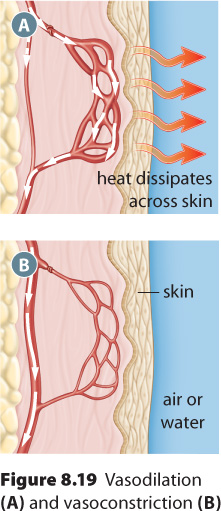 A
heat dissipates
across skin
B
skin
air or
water
Figure 8.19 Vasodilation
(A) and vasoconstriction (B)